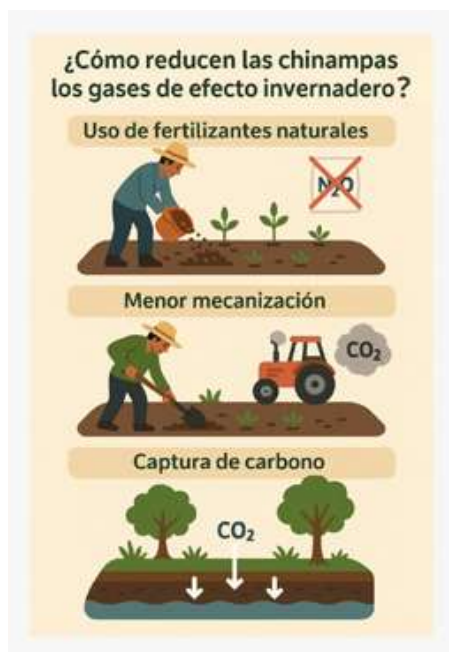 ¿Cómo reducen las chinampas
los gases de efecto invernadero?
Uso de fertilizantes naturales
N₂O
Menor mecanización
CO₂
Captura de carbono
CO₂